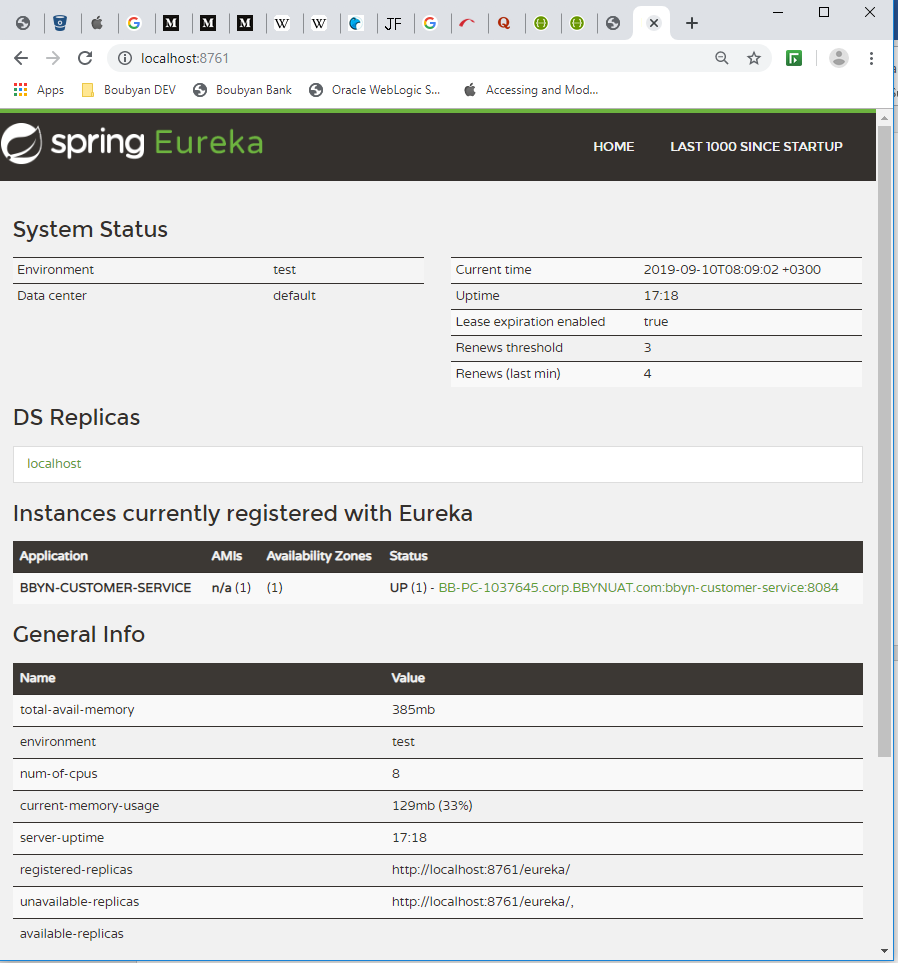 localhost:8761
Apps Boubyan DEV Boubyan Bank Oracle WebLogic S... Accessing and Mod...
spring Eureka HOME LAST 1000 SINCE STARTUP
System Status
Environment test
Data center default
Current time 2019-09-10T08:09:02 +0300
Uptime 17:18
Lease expiration enabled true
Renews threshold 3
Renews (last min) 4
DS Replicas
localhost
Instances currently registered with Eureka
Application AMIs Availability Zones Status
BBYN-CUSTOMER-SERVICE n/a (1) (1) UP (1) - BB-PC-1037645.corp.BBYNUAT.com:bbyn-customer-service:8084
General Info
Name Value
total-avail-memory 385mb
environment test
num-of-cpus 8
current-memory-usage 129mb (33%)
server-uptime 17:18
registered-replicas http://localhost:8761/eureka/
unavailable-replicas http://localhost:8761/eureka/,
available-replicas